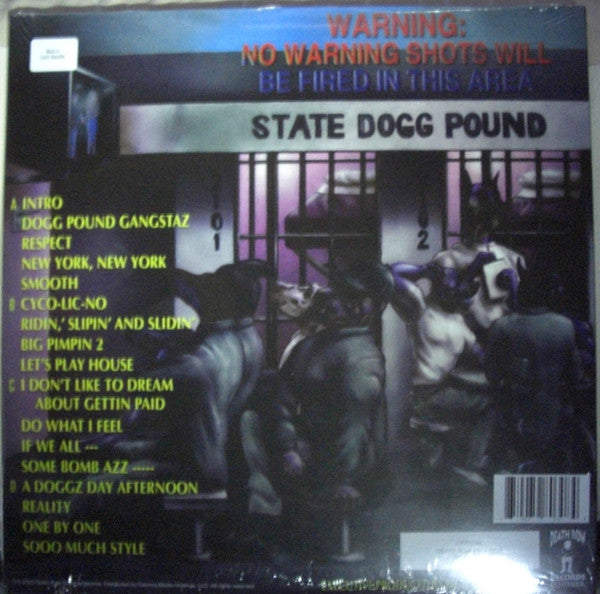 WARNING:
NO WARNING SHOTS WILL
BE FIRED IN THIS AREA
STATE DOGG POUND
A INTRO
DOGG POUND GANGSTAZ
RESPECT
NEW YORK, NEW YORK
SMOOTH
B CYCO-LIC-NO
RIDIN,' SLIPIN' AND SLIDIN'
BIG PIMPIN 2
LET'S PLAY HOUSE
C I DON'T LIKE TO DREAM
ABOUT GETTIN PAID
DO WHAT I FEEL
IF WE ALL ---
SOME BOMB AZZ -----
D A DOGGZ DAY AFTERNOON
REALITY
ONE BY ONE
SOOO MUCH STYLE
DEATH ROW
RECORDS